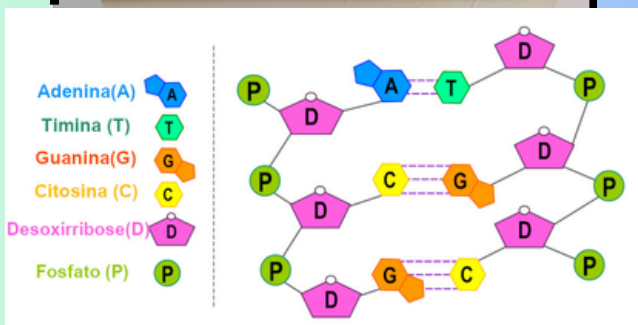 Adenina(A) A
Timina (T) T
Guanina(G) G
Citosina (C) C
Desoxirribose(D) D
Fosfato (P) P
D
P A T P
D
D
P C G P
D
D
P G C P
D